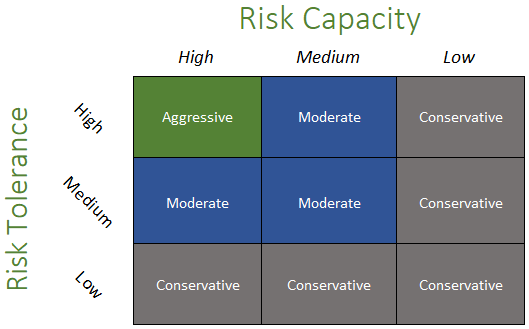 Risk Capacity
High Medium Low
Risk Tolerance
High Aggressive Moderate Conservative
Medium Moderate Moderate Conservative
Low Conservative Conservative Conservative